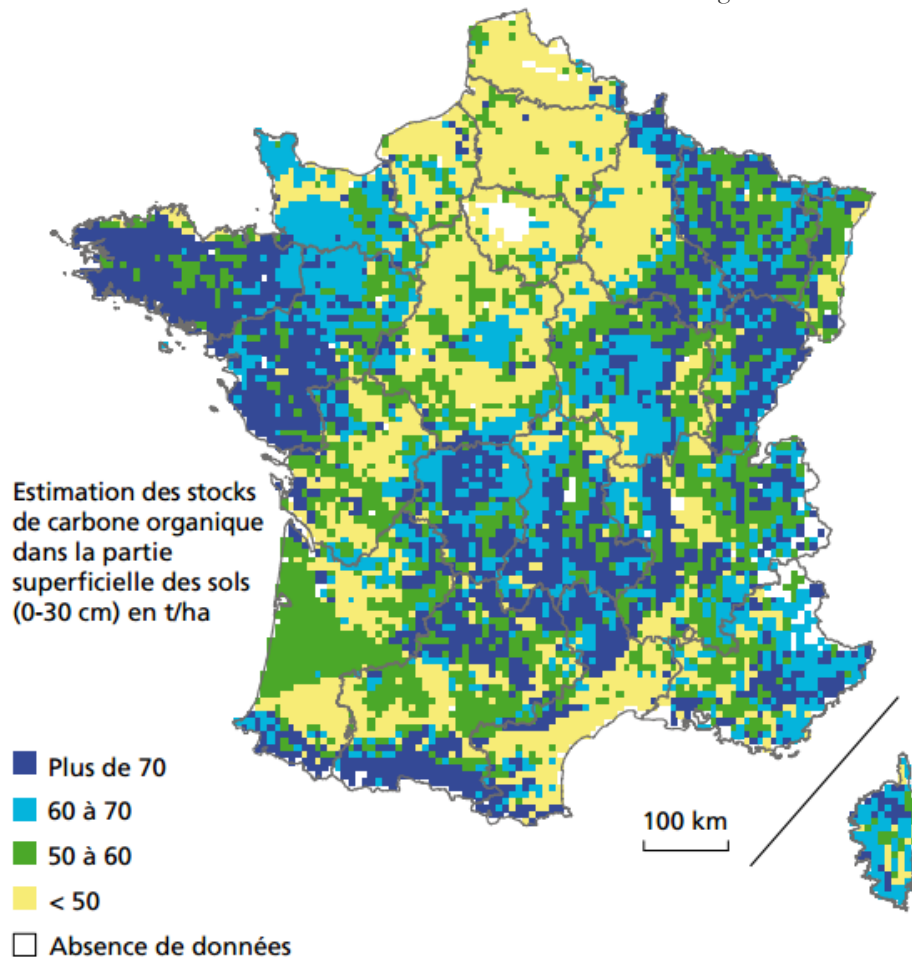 Estimation des stocks
de carbone organique
dans la partie
superficielle des sols
(0-30 cm) en t/ha
Plus de 70
60 à 70
50 à 60
< 50
Absence de données
100 km